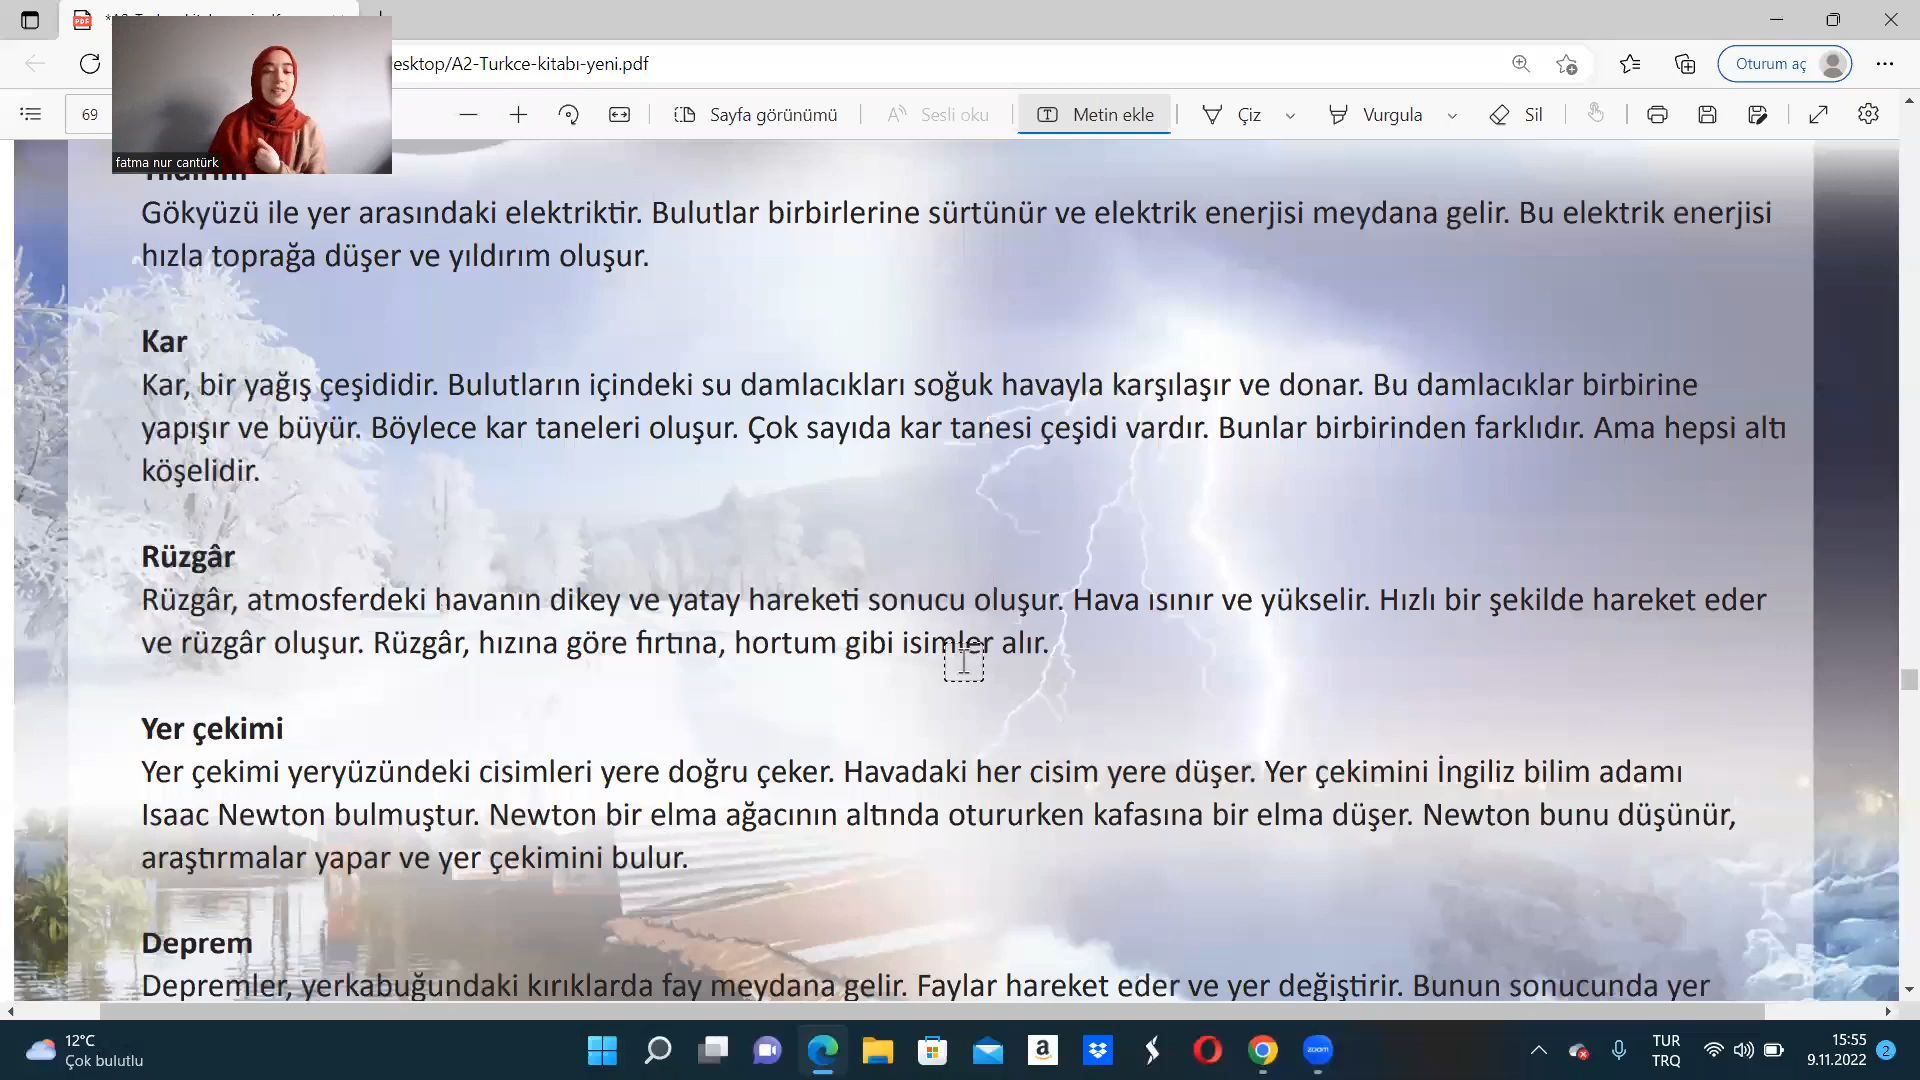 esktop/A2-Turkce-kitabı-yeni.pdf
Oturum aç
69
Sayfa görünümü
Sesli oku
Metin ekle
Çiz
Vurgula
Sil
fatma nur cantürk
Yıldırım
Gökyüzü ile yer arasındaki elektriktir. Bulutlar birbirlerine sürtünür ve elektrik enerjisi meydana gelir. Bu elektrik enerjisi
hızla toprağa düşer ve yıldırım oluşur.
Kar
Kar, bir yağış çeşididir. Bulutların içindeki su damlacıkları soğuk havayla karşılaşır ve donar. Bu damlacıklar birbirine
yapışır ve büyür. Böylece kar taneleri oluşur. Çok sayıda kar tanesi çeşidi vardır. Bunlar birbirinden farklıdır. Ama hepsi altı
köşelidir.
Rüzgâr
Rüzgâr, atmosferdeki havanın dikey ve yatay hareketi sonucu oluşur. Hava ısınır ve yükselir. Hızlı bir şekilde hareket eder
ve rüzgâr oluşur. Rüzgâr, hızına göre fırtına, hortum gibi isimler alır.
Yer çekimi
Yer çekimi yeryüzündeki cisimleri yere doğru çeker. Havadaki her cisim yere düşer. Yer çekimini İngiliz bilim adamı
Isaac Newton bulmuştur. Newton bir elma ağacının altında otururken kafasına bir elma düşer. Newton bunu düşünür,
araştırmalar yapar ve yer çekimini bulur.
Deprem
Depremler, yerkabuğundaki kırıklarda fay meydana gelir. Faylar hareket eder ve yer değiştirir. Bunun sonucunda yer
12°C
Çok bulutlu
zoom
TUR
TRQ
15:55
9.11.2022
2